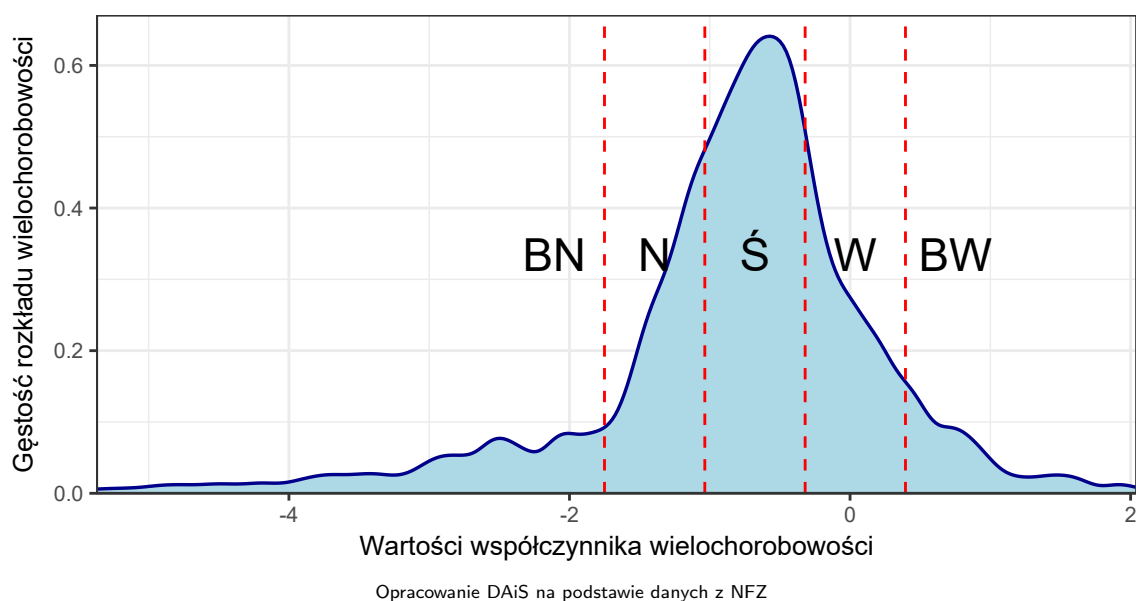 Gęstość rozkładu wielochorobowości
0.6
0.4
0.2
0.0
BN N Ś W BW
-4 -2 0 2
Wartości współczynnika wielochorobowości
Opracowanie DAiS na podstawie danych z NFZ